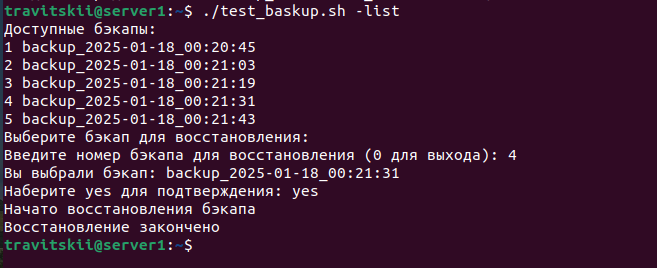 travitskii@server1:~$ ./test_baskup.sh -list
Доступные бэкапы:
1 backup_2025-01-18_00:20:45
2 backup_2025-01-18_00:21:03
3 backup_2025-01-18_00:21:19
4 backup_2025-01-18_00:21:31
5 backup_2025-01-18_00:21:43
Выберите бэкап для восстановления:
Введите номер бэкапа для восстановления (0 для выхода): 4
Вы выбрали бэкап: backup_2025-01-18_00:21:31
Наберите yes для подтверждения: yes
Начато восстановления бэкапа
Восстановление закончено
travitskii@server1:~$